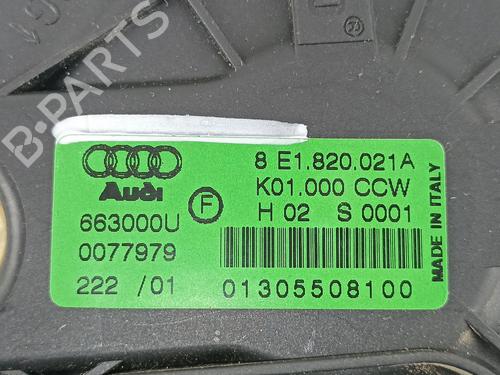 B-PARTS
Audi
8 E1.820.021A
K01.000 CCW
663000U
F
H 02 S 0001
0077979
222 /01
01305508100
MADE IN ITALY